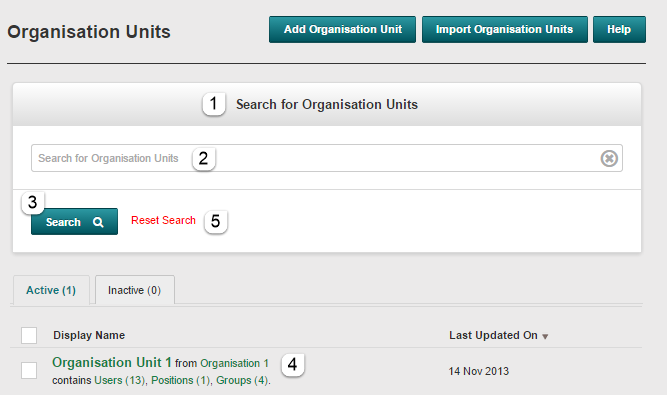 Organisation Units
Add Organisation Unit
Import Organisation Units
Help
1 Search for Organisation Units
Search for Organisation Units 2
3
Search
Reset Search 5
Active (1)
Inactive (0)
Display Name
Last Updated On
Organisation Unit 1 from Organisation 1 4
contains Users (13), Positions (1), Groups (4).
14 Nov 2013